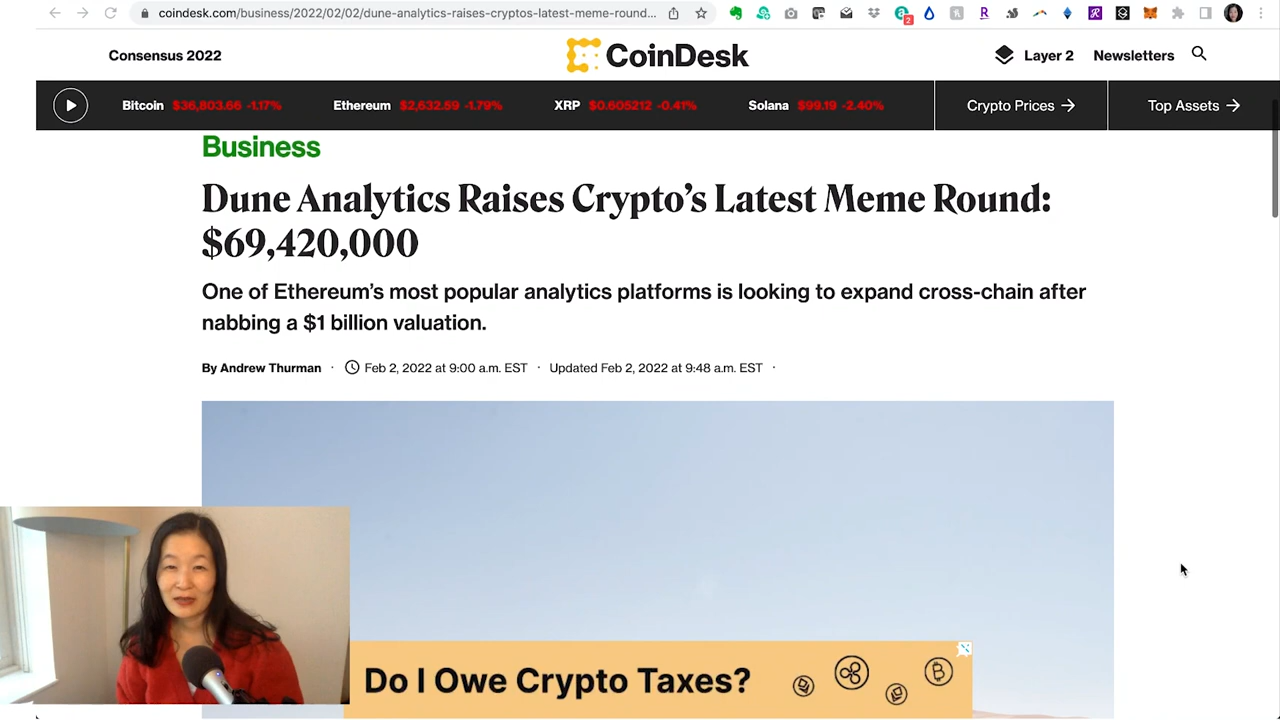 coindesk.com/business/2022/02/02/dune-analytics-raises-cryptos-latest-meme-round...
2
Consensus 2022
CoinDesk
Layer 2
Newsletters
Bitcoin $36,803.66 -1.17%
Ethereum $2,632.59 -1.79%
XRP $0.605212 -0.41%
Solana $99.19 -2.40%
Crypto Prices →
Top Assets →
Business
Dune Analytics Raises Crypto’s Latest Meme Round:
$69,420,000
One of Ethereum’s most popular analytics platforms is looking to expand cross-chain after
nabbing a $1 billion valuation.
By Andrew Thurman · Feb 2, 2022 at 9:00 a.m. EST · Updated Feb 2, 2022 at 9:48 a.m. EST ·
Do I Owe Crypto Taxes?